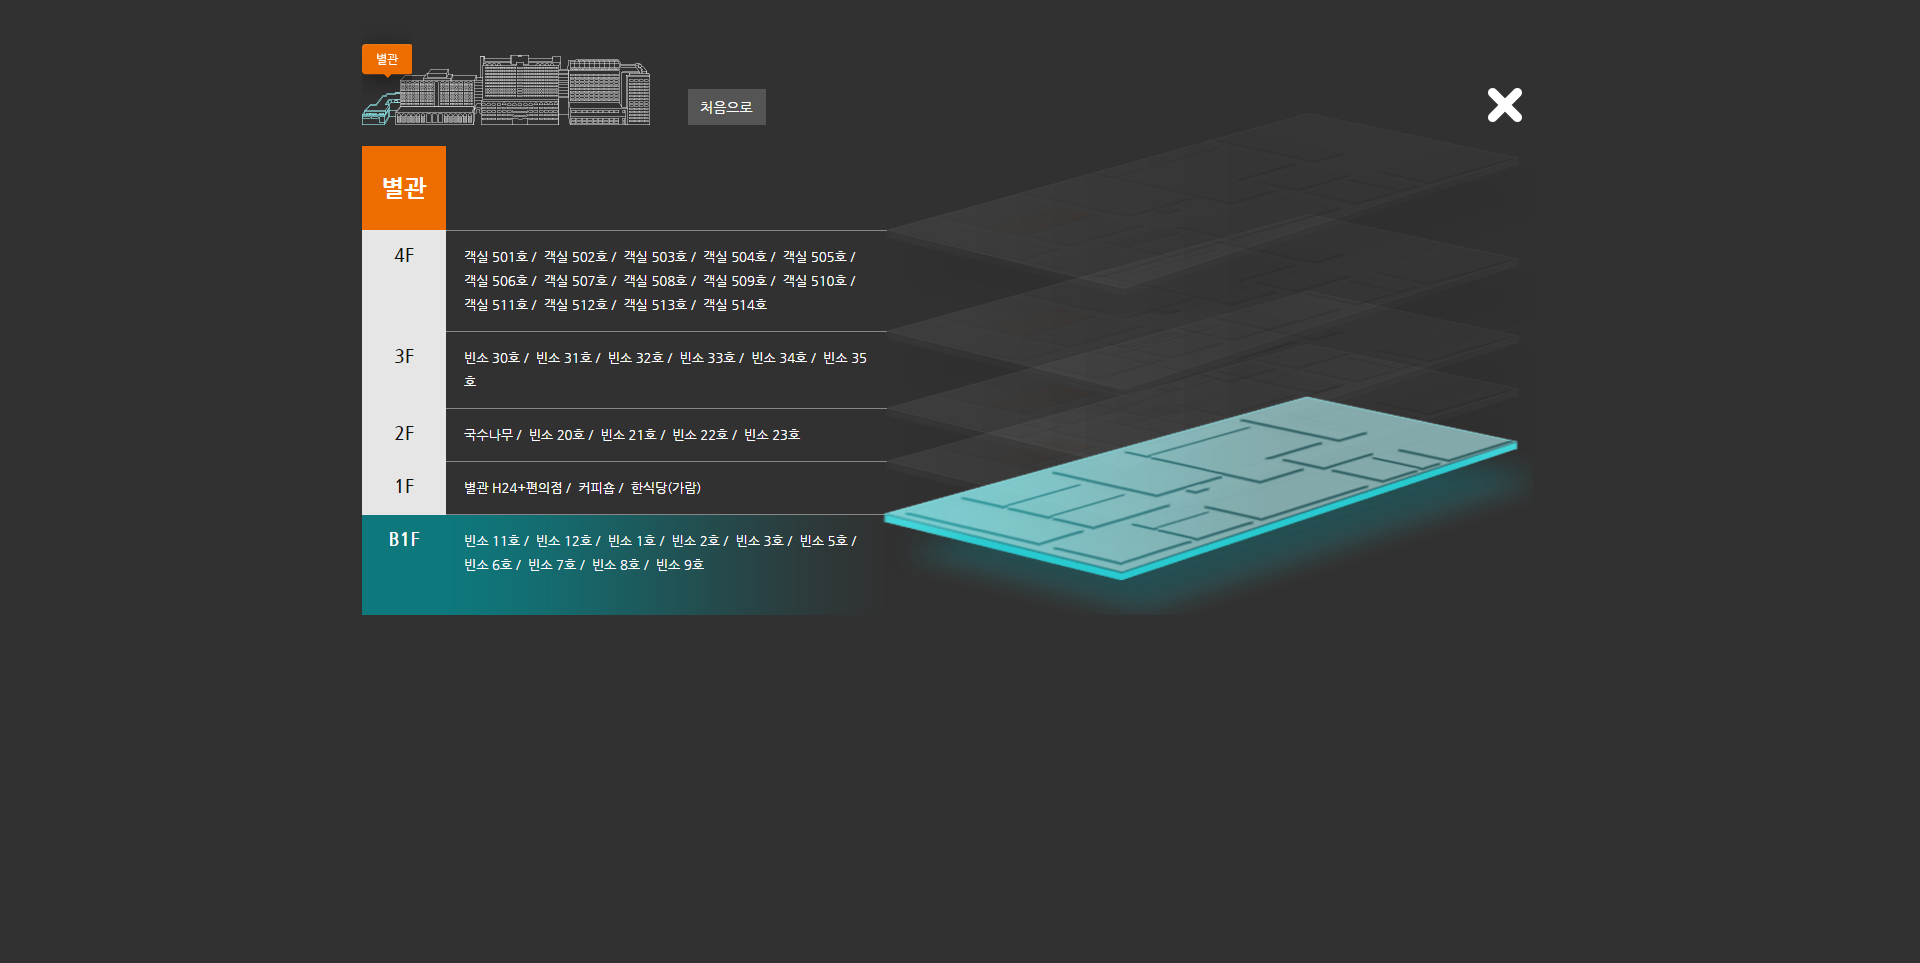 별관
처음으로
별관
4F
객실 501호 / 객실 502호 / 객실 503호 / 객실 504호 / 객실 505호 /
객실 506호 / 객실 507호 / 객실 508호 / 객실 509호 / 객실 510호 /
객실 511호 / 객실 512호 / 객실 513호 / 객실 514호
3F
빈소 30호 / 빈소 31호 / 빈소 32호 / 빈소 33호 / 빈소 34호 / 빈소 35
호
2F
국수나무 / 빈소 20호 / 빈소 21호 / 빈소 22호 / 빈소 23호
1F
별관 H24+편의점 / 커피숍 / 한식당(가람)
B1F
빈소 11호 / 빈소 12호 / 빈소 1호 / 빈소 2호 / 빈소 3호 / 빈소 5호 /
빈소 6호 / 빈소 7호 / 빈소 8호 / 빈소 9호